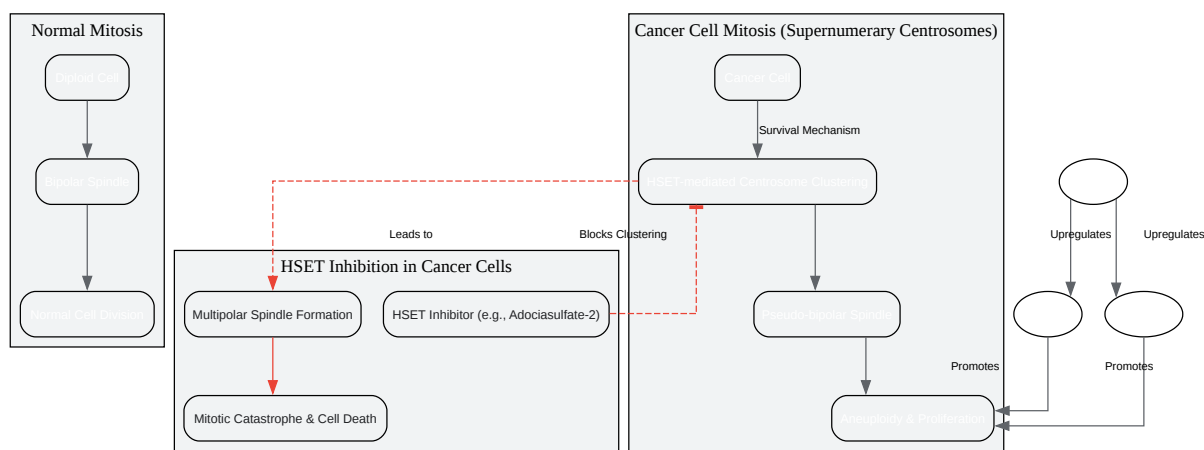 Normal Mitosis
Diploid Cell
Bipolar Spindle
Normal Cell Division
Cancer Cell Mitosis (Supernumerary Centrosomes)
Cancer Cell
Survival Mechanism
HSET-mediated Centrosome Clustering
Leads to
Blocks Clustering
Upregulates
Upregulates
HSET Inhibition in Cancer Cells
Multipolar Spindle Formation
HSET Inhibitor (e.g., Adociasulfate-2)
Pseudo-bipolar Spindle
Promotes
Promotes
Mitotic Catastrophe & Cell Death
Aneuploidy & Proliferation